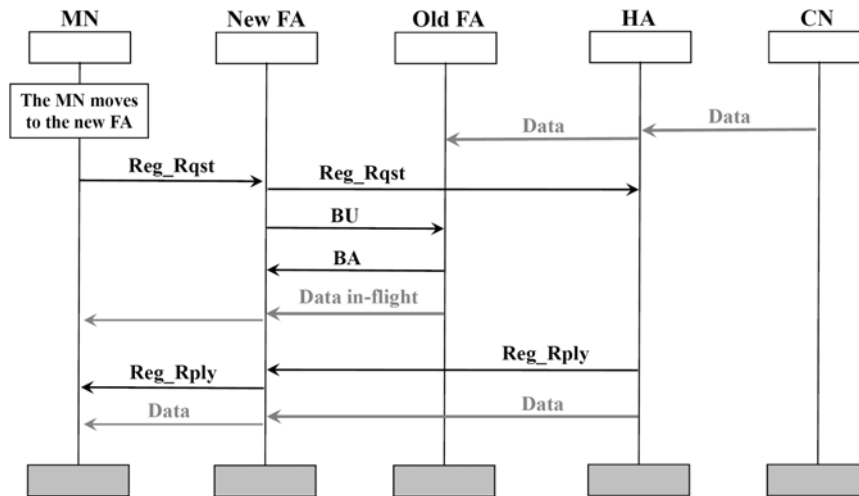 MN New FA Old FA HA CN
The MN moves
to the new FA
Data Data
Reg_Rqst Reg_Rqst
BU
BA
Data in-flight
Reg_Rply
Reg_Rply
Data Data